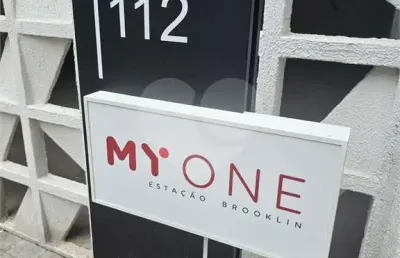 112
MY ONE
ESTAÇÃO BROOKLIN